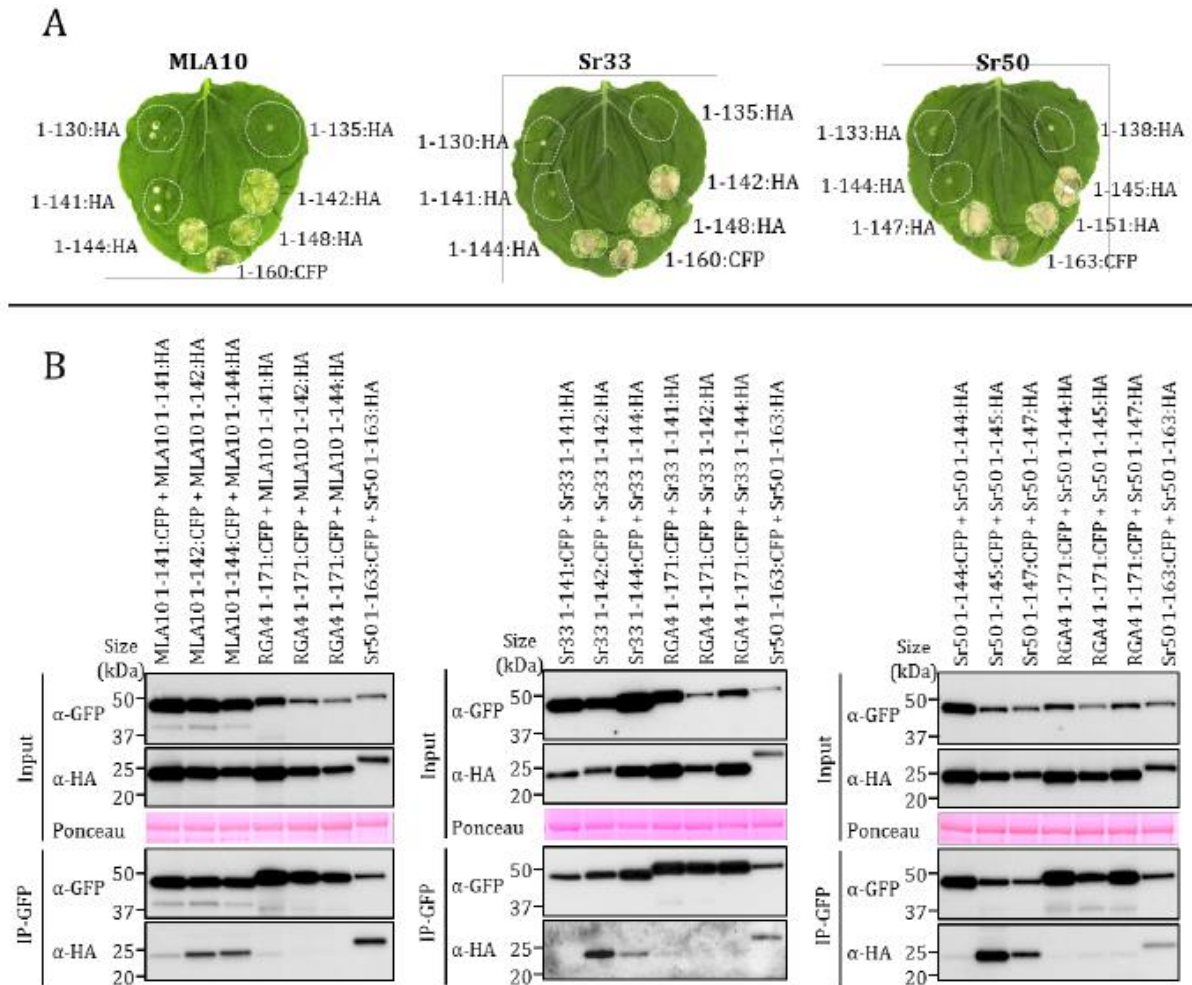 A
MLA10
Sr33
Sr50
1-130:HA
1-135:HA
1-141:HA
1-142:HA
1-144:HA
1-148:HA
1-160:CFP
1-130:HA
1-135:HA
1-141:HA
1-142:HA
1-144:HA
1-148:HA
1-160:CFP
1-133:HA
1-138:HA
1-144:HA
1-145:HA
1-147:HA
1-151:HA
1-163:CFP
B
MLA10 1-141:CFP + MLA10 1-141:HA
MLA10 1-142:CFP + MLA10 1-142:HA
MLA10 1-144:CFP + MLA10 1-144:HA
RGA4 1-171:CFP + MLA10 1-141:HA
RGA4 1-171:CFP + MLA10 1-142:HA
RGA4 1-171:CFP + MLA10 1-144:HA
Sr50 1-163:CFP + Sr50 1-163:HA
Size
(kDa)
Input
α-GFP
50
37
α-HA
25
20
Ponceau
IP-GFP
α-GFP
50
37
α-HA
25
20
Sr33 1-141:CFP + Sr33 1-141:HA
Sr33 1-142:CFP + Sr33 1-142:HA
Sr33 1-144:CFP + Sr33 1-144:HA
RGA4 1-171:CFP + Sr33 1-141:HA
RGA4 1-171:CFP + Sr33 1-142:HA
RGA4 1-171:CFP + Sr33 1-144:HA
Sr50 1-163:CFP + Sr50 1-163:HA
Size
(kDa)
Input
α-GFP
50
37
α-HA
25
20
Ponceau
IP-GFP
α-GFP
50
37
α-HA
25
20
Sr50 1-144:CFP + Sr50 1-144:HA
Sr50 1-145:CFP + Sr50 1-145:HA
Sr50 1-147:CFP + Sr50 1-147:HA
RGA4 1-171:CFP + Sr50 1-144:HA
RGA4 1-171:CFP + Sr50 1-145:HA
RGA4 1-171:CFP + Sr50 1-147:HA
Sr50 1-163:CFP + Sr50 1-163:HA
Size
(kDa)
Input
α-GFP
50
37
α-HA
25
20
Ponceau
IP-GFP
α-GFP
50
37
α-HA
25
20